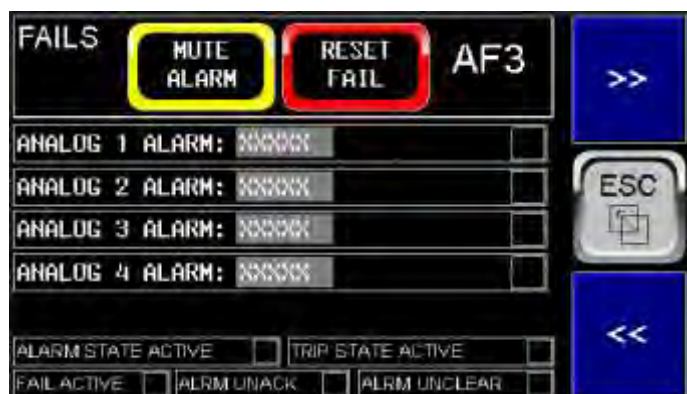 FAILS
MUTE
ALARM
RESET
FAIL
AF3
>>
ANALOG 1 ALARM: XXXXX
ANALOG 2 ALARM: XXXXX
ANALOG 3 ALARM: XXXXX
ANALOG 4 ALARM: XXXXX
ESC
<<
ALARM STATE ACTIVE
TRIP STATE ACTIVE
FAIL ACTIVE
ALRM UNACK
ALRM UNCLEAR